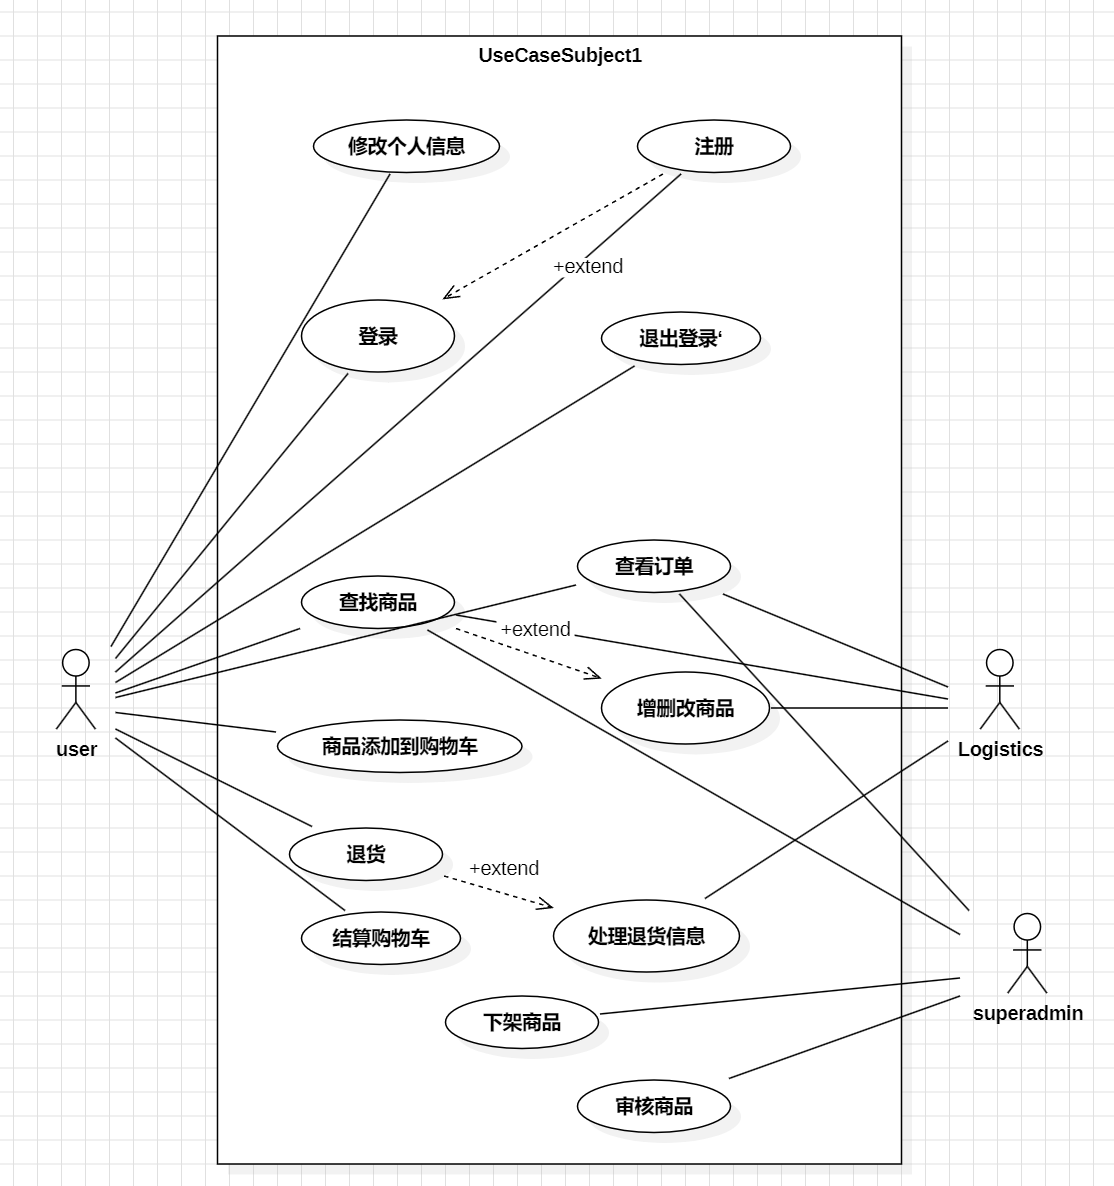 UseCaseSubject1
修改个人信息
注册
+extend
登录
退出登录‘
查看订单
查找商品
+extend
增删改商品
user
商品添加到购物车
Logistics
退货
+extend
结算购物车
处理退货信息
下架商品
superadmin
审核商品